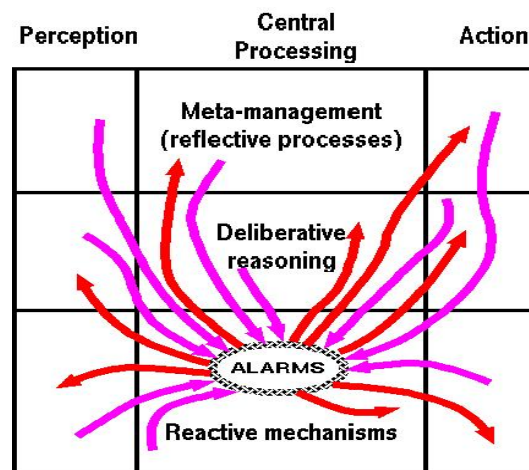 Perception
Central
Processing
Action
Meta-management
(reflective processes)
Deliberative
reasoning
ALARMS
Reactive mechanisms